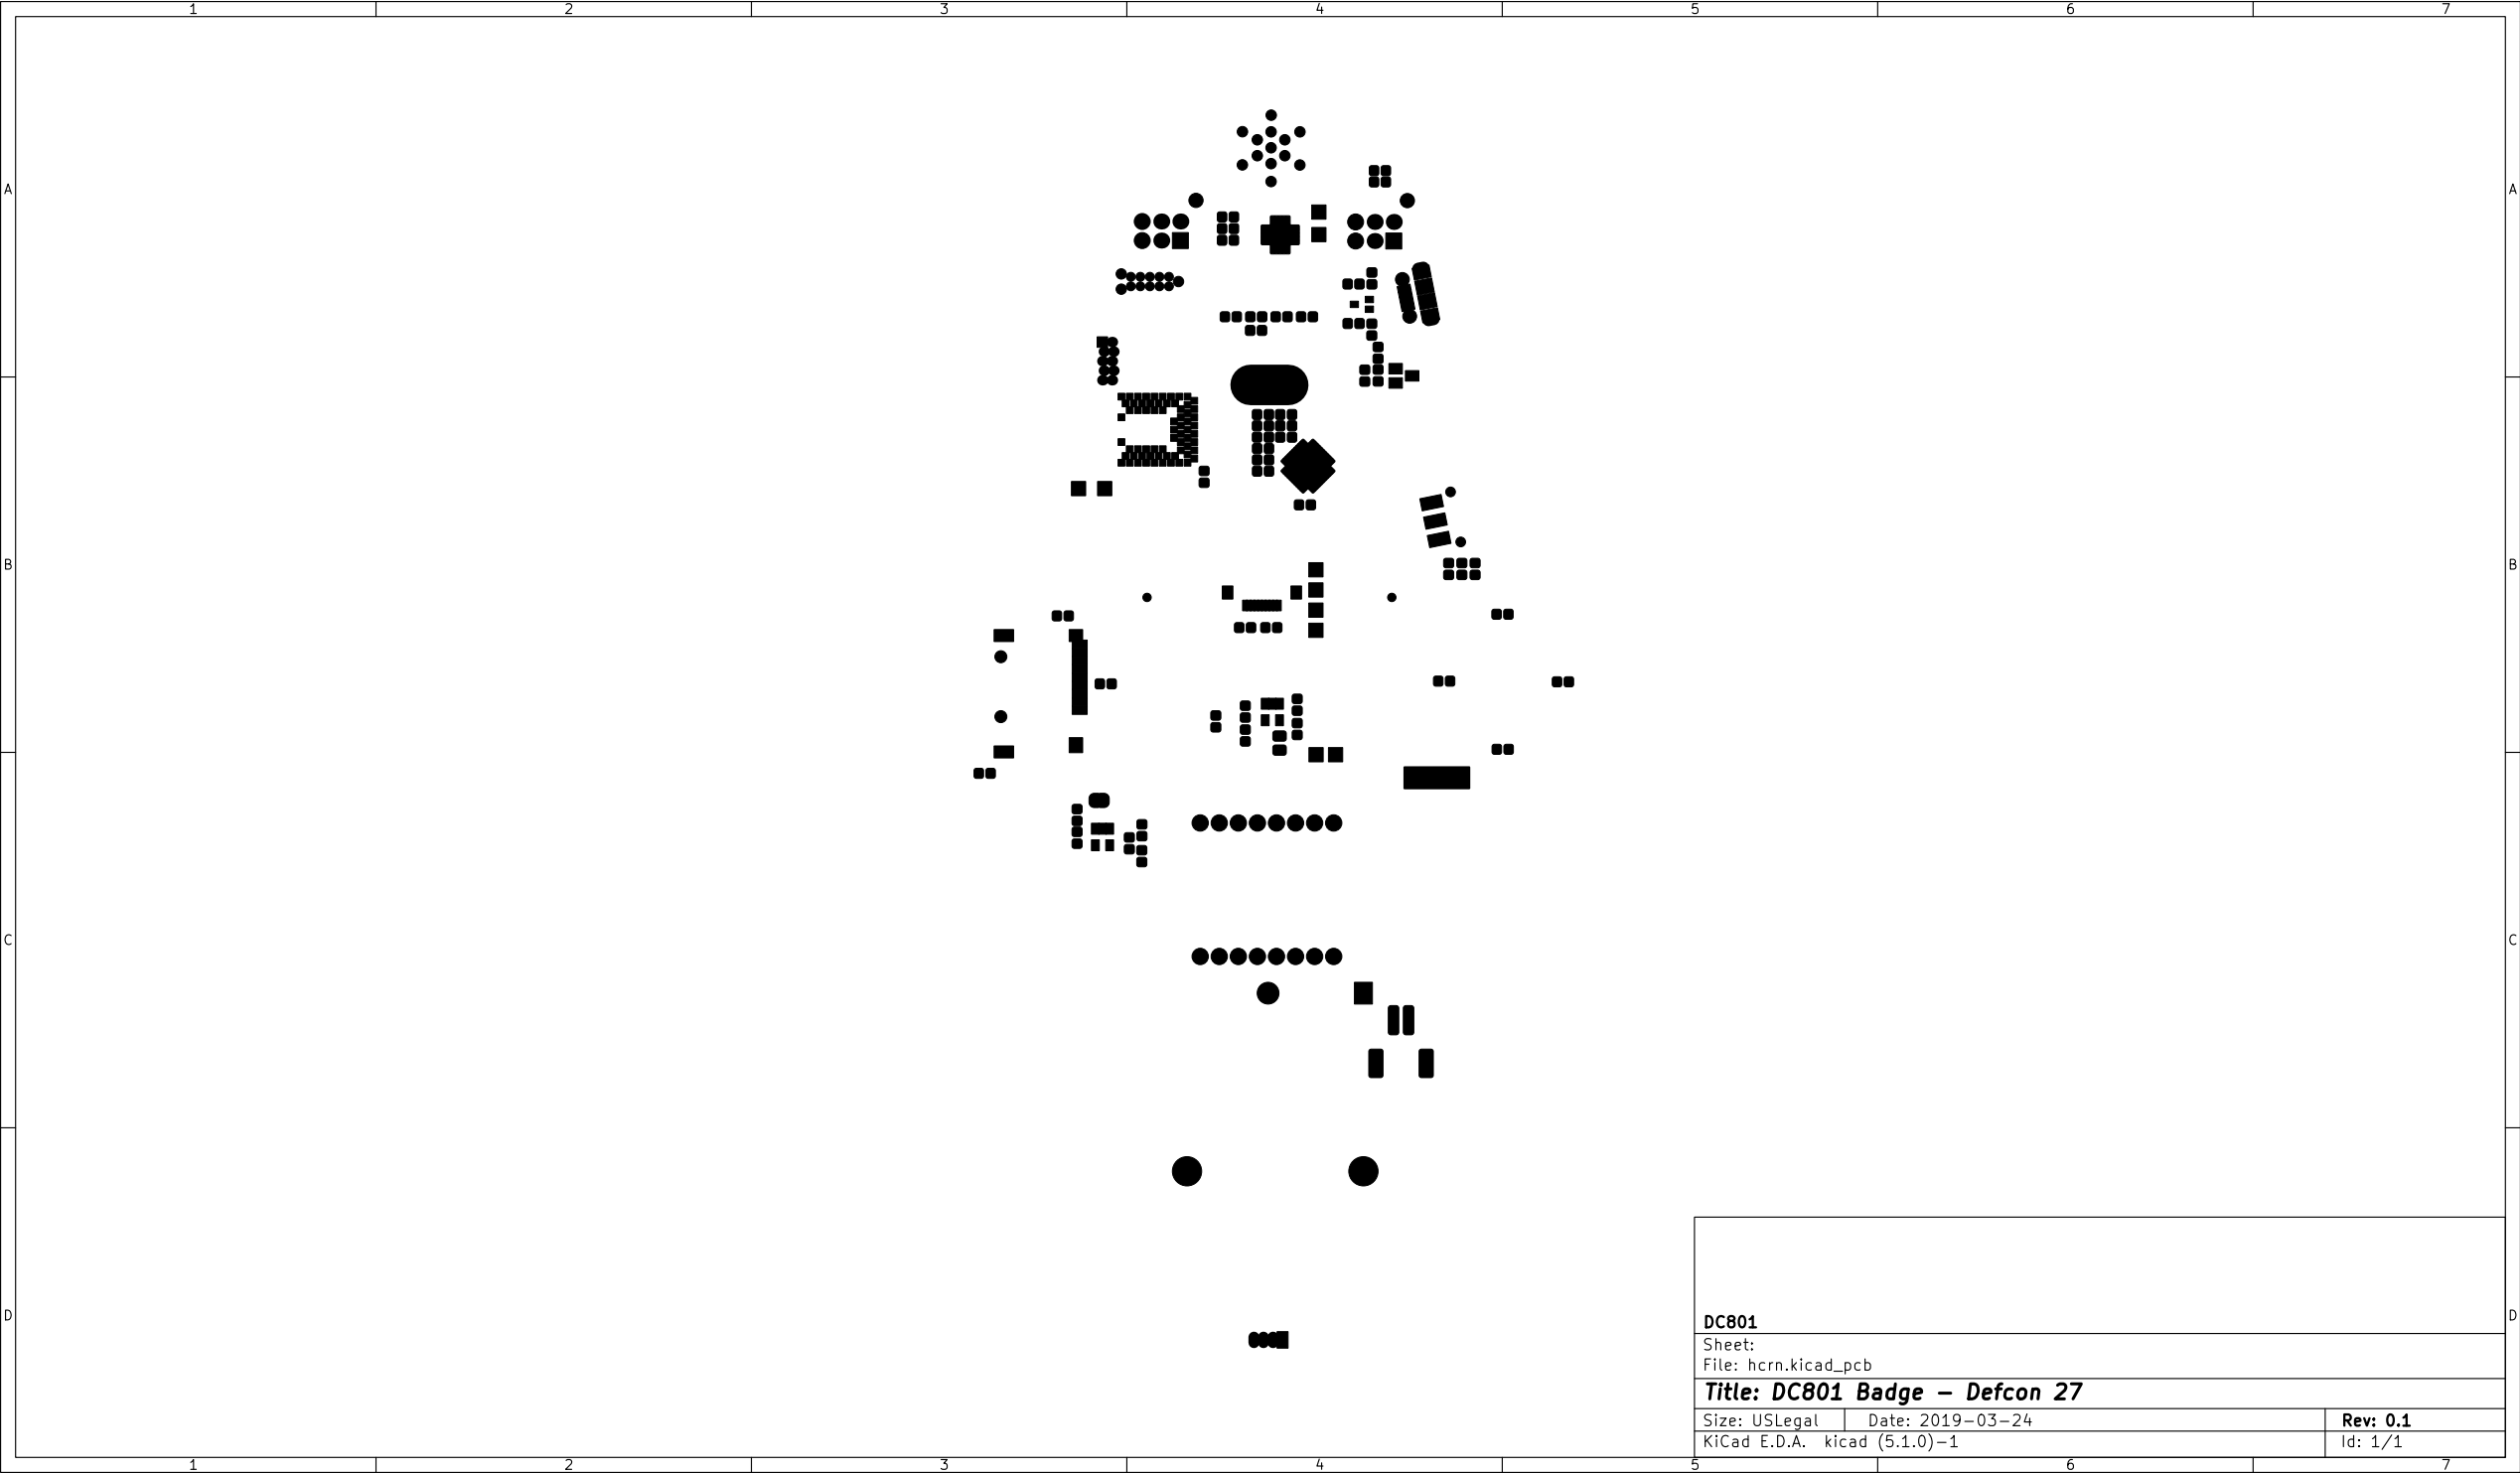 1 2 3 4 5 6 7
A A
B B
C C
D D
DC801
Sheet:
File: hcrn.kicad_pcb
Title: DC801 Badge – Defcon 27
Size: USLegal Date: 2019-03-24 Rev: 0.1
KiCad E.D.A. kicad (5.1.0)-1 Id: 1/1
1 2 3 4 5 6 7